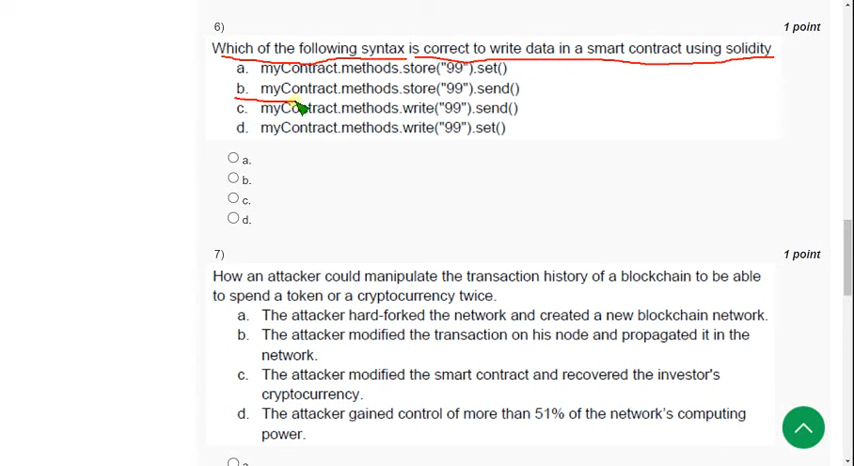 6)
1 point
Which of the following syntax is correct to write data in a smart contract using solidity
a. myContract.methods.store("99").set()
b. myContract.methods.store("99").send()
c. myContract.methods.write("99").send()
d. myContract.methods.write("99").set()
a.
b.
c.
d.
7)
1 point
How an attacker could manipulate the transaction history of a blockchain to be able
to spend a token or a cryptocurrency twice.
a. The attacker hard-forked the network and created a new blockchain network.
b. The attacker modified the transaction on his node and propagated it in the
network.
c. The attacker modified the smart contract and recovered the investor's
cryptocurrency.
d. The attacker gained control of more than 51% of the network's computing
power.
a.